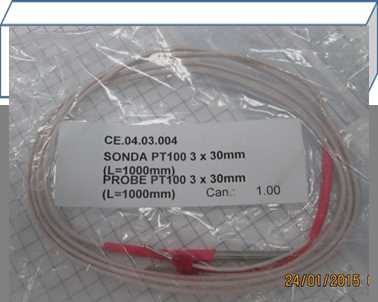 CE.04.03.004
SONDA PT100 3 x 30mm
(L=1000mm)
PROBE PT100 3 x 30mm
(L=1000mm) Can.: 1.00
24/01/2015